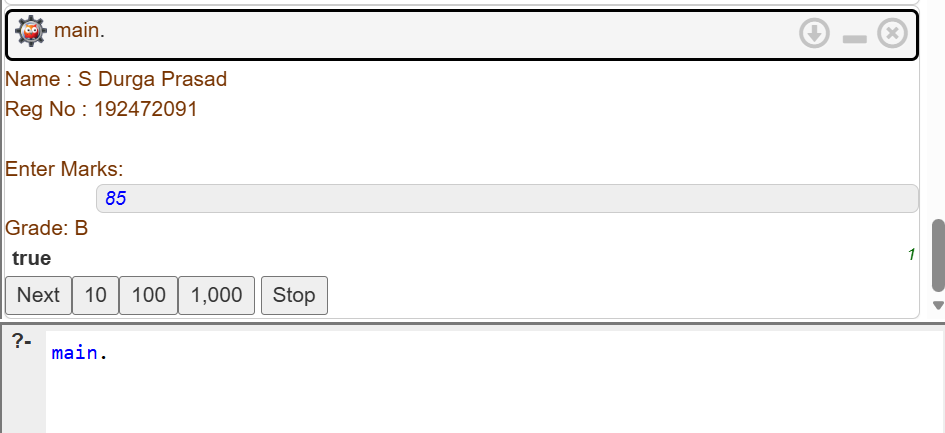 main.
Name : S Durga Prasad
Reg No : 192472091
Enter Marks:
85
Grade: B
true 1
Next 10 100 1,000 Stop
?- main.